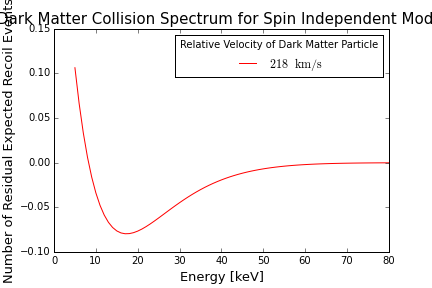 Dark Matter Collision Spectrum for Spin Independent Mod
Number of Residual Expected Recoil Events
0.15
0.10
0.05
0.00
−0.05
−0.10
Relative Velocity of Dark Matter Particle
218 km/s
0 10 20 30 40 50 60 70 80
Energy [keV]